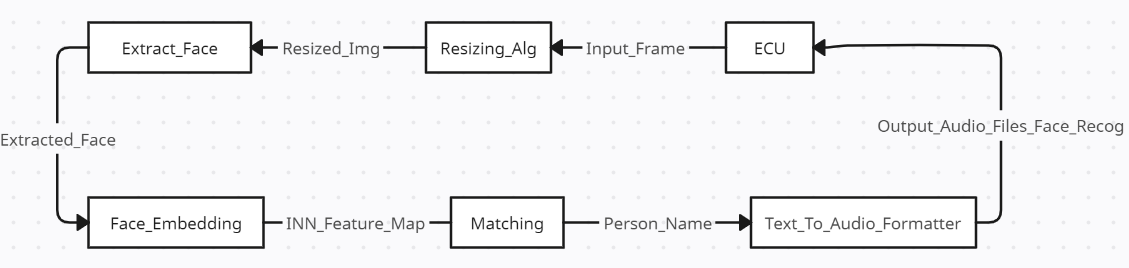 Extract_Face
Resized_Img
Resizing_Alg
Input_Frame
ECU
Extracted_Face
Output_Audio_Files_Face_Recog
Face_Embedding
INN_Feature_Map
Matching
Person_Name
Text_To_Audio_Formatter